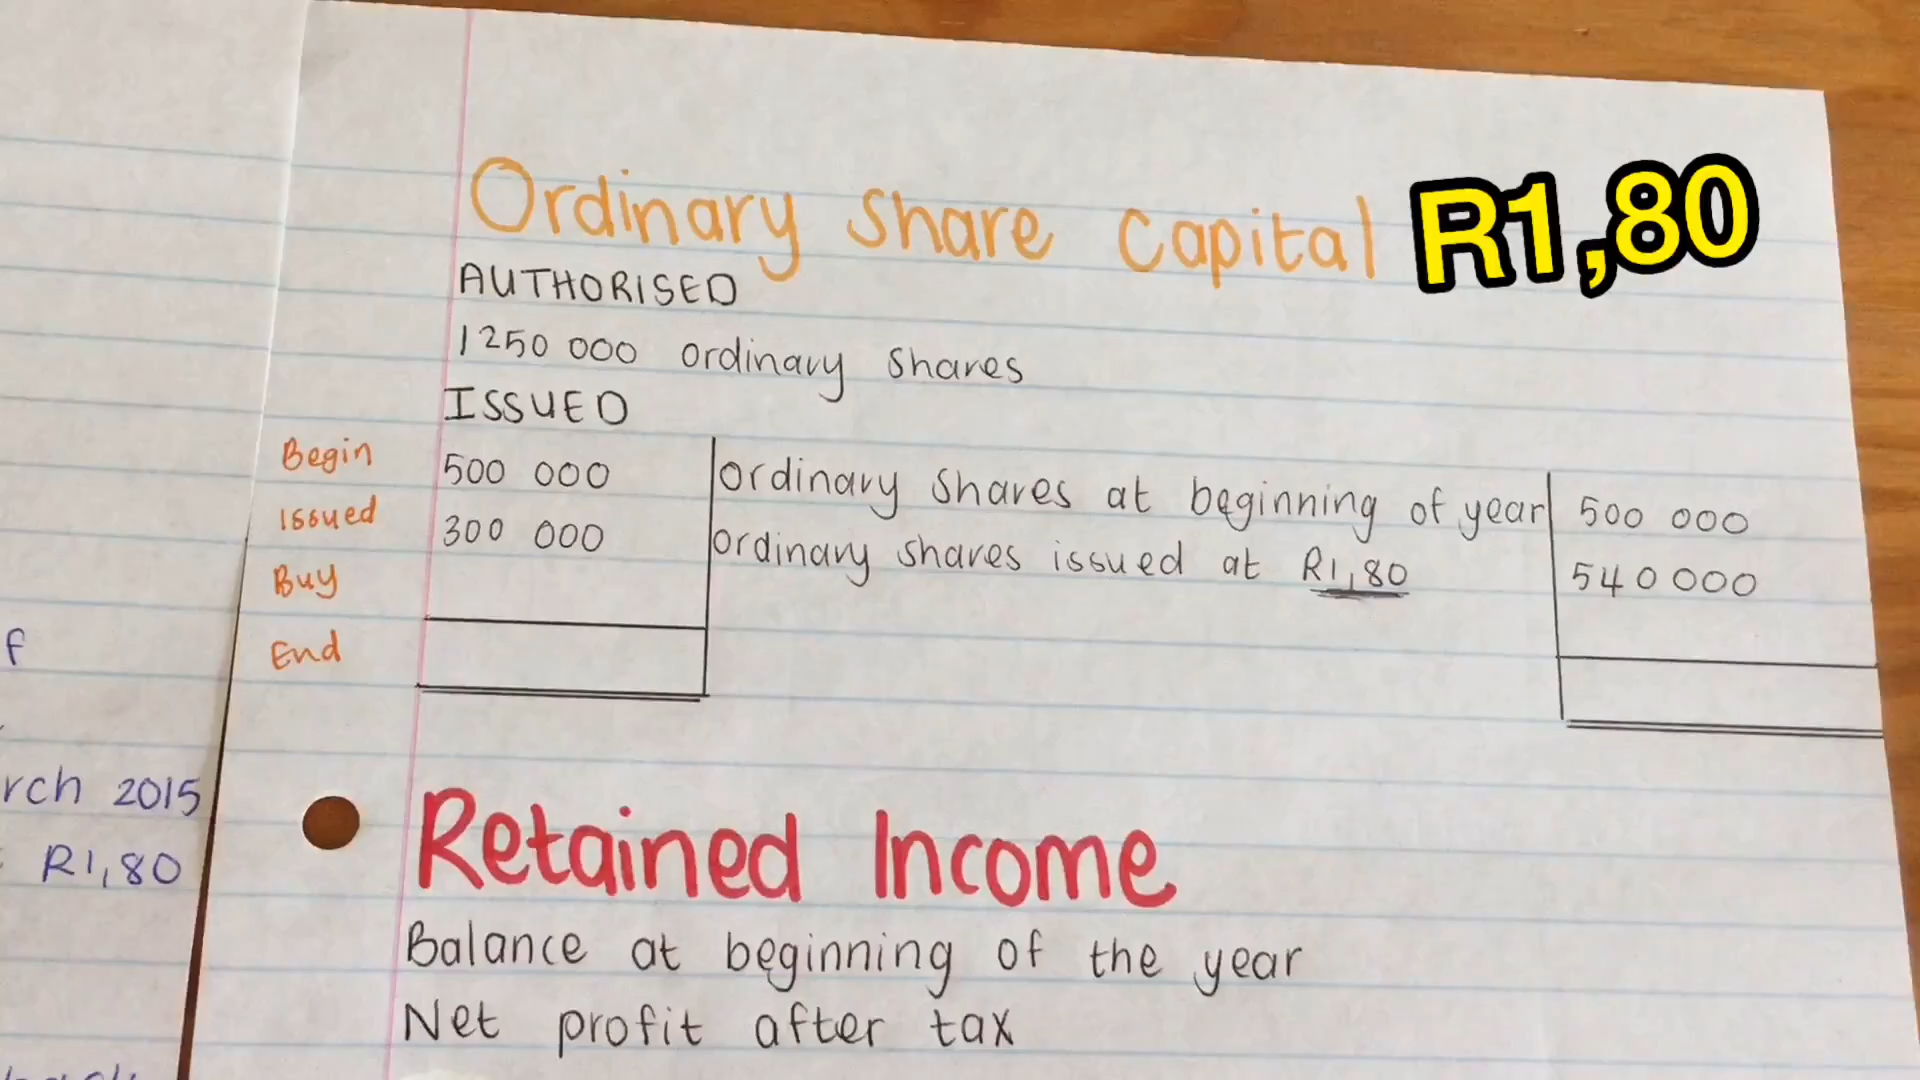 Ordinary share capital R1,80
AUTHORISED
1250 000 ordinary shares
ISSUED
Begin 500 000 ordinary shares at beginning of year 500 000
Issued 300 000 ordinary shares issued at R1,80 540 000
Buy
End
f
rch 2015
R1,80
Retained Income
Balance at beginning of the year
Net profit after tax